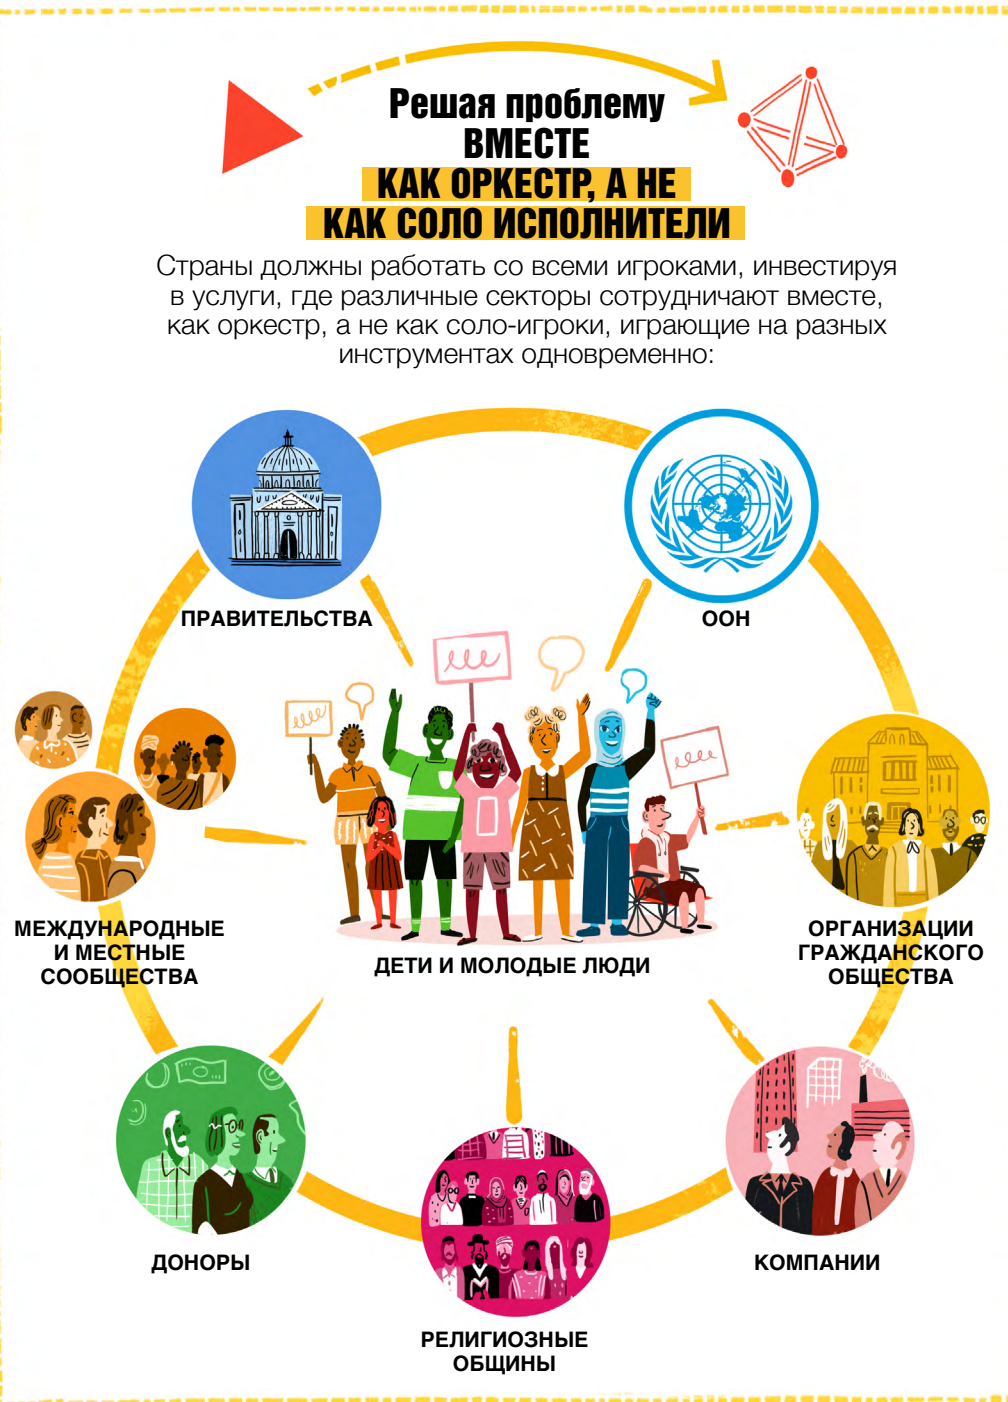 Решая проблему
ВМЕСТЕ
КАК ОРКЕСТР, А НЕ
КАК СОЛО ИСПОЛНИТЕЛИ
Страны должны работать со всеми игроками, инвестируя
в услуги, где различные секторы сотрудничают вместе,
как оркестр, а не как соло-игроки, играющие на разных
инструментах одновременно:
ПРАВИТЕЛЬСТВА
ООН
МЕЖДУНАРОДНЫЕ
И МЕСТНЫЕ
СООБЩЕСТВА
ДЕТИ И МОЛОДЫЕ ЛЮДИ
ОРГАНИЗАЦИИ
ГРАЖДАНСКОГО
ОБЩЕСТВА
ДОНОРЫ
РЕЛИГИОЗНЫЕ
ОБЩИНЫ
КОМПАНИИ